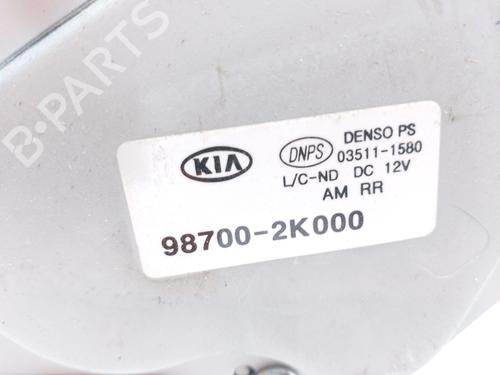 B-PARTS
KIA
DNPS
DENSO PS
03511-1580
L/C-ND DC 12V
AM RR
98700-2K000